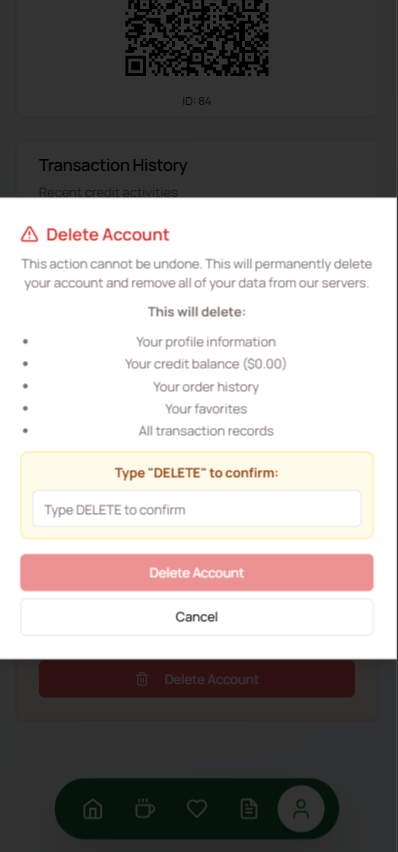 ID: 84
Transaction History
Recent credit activities
Delete Account
This action cannot be undone. This will permanently delete
your account and remove all of your data from our servers.
This will delete:
• Your profile information
• Your credit balance ($0.00)
• Your order history
• Your favorites
• All transaction records
Type "DELETE" to confirm:
Type DELETE to confirm
Delete Account
Cancel
Delete Account